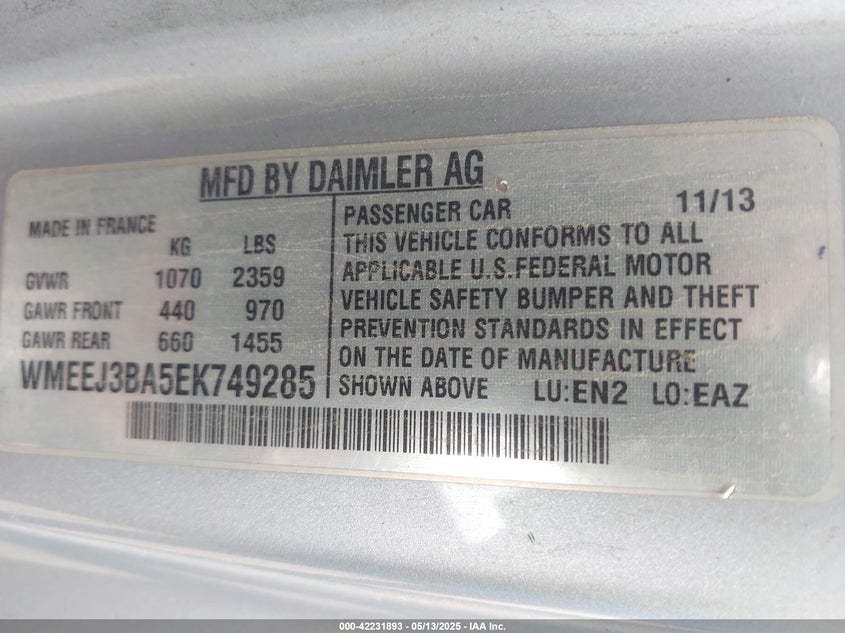 MFD BY DAIMLER AG
MADE IN FRANCE
KG LBS
GVWR 1070 2359
GAWR FRONT 440 970
GAWR REAR 660 1455
WMEEJ3BA5EK749285
PASSENGER CAR 11/13
THIS VEHICLE CONFORMS TO ALL
APPLICABLE U.S.FEDERAL MOTOR
VEHICLE SAFETY BUMPER AND THEFT
PREVENTION STANDARDS IN EFFECT
ON THE DATE OF MANUFACTURE
SHOWN ABOVE LU:EN2 LO:EAZ
000-42231893 - 05/13/2025 - IAA Inc.